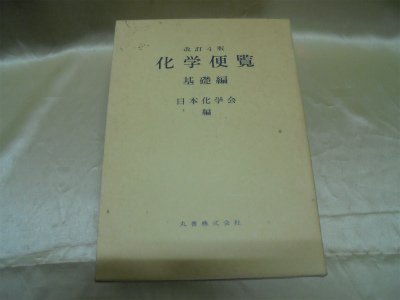 改訂4版
化学便覧
基礎編
日本化学会
編
丸善株式会社